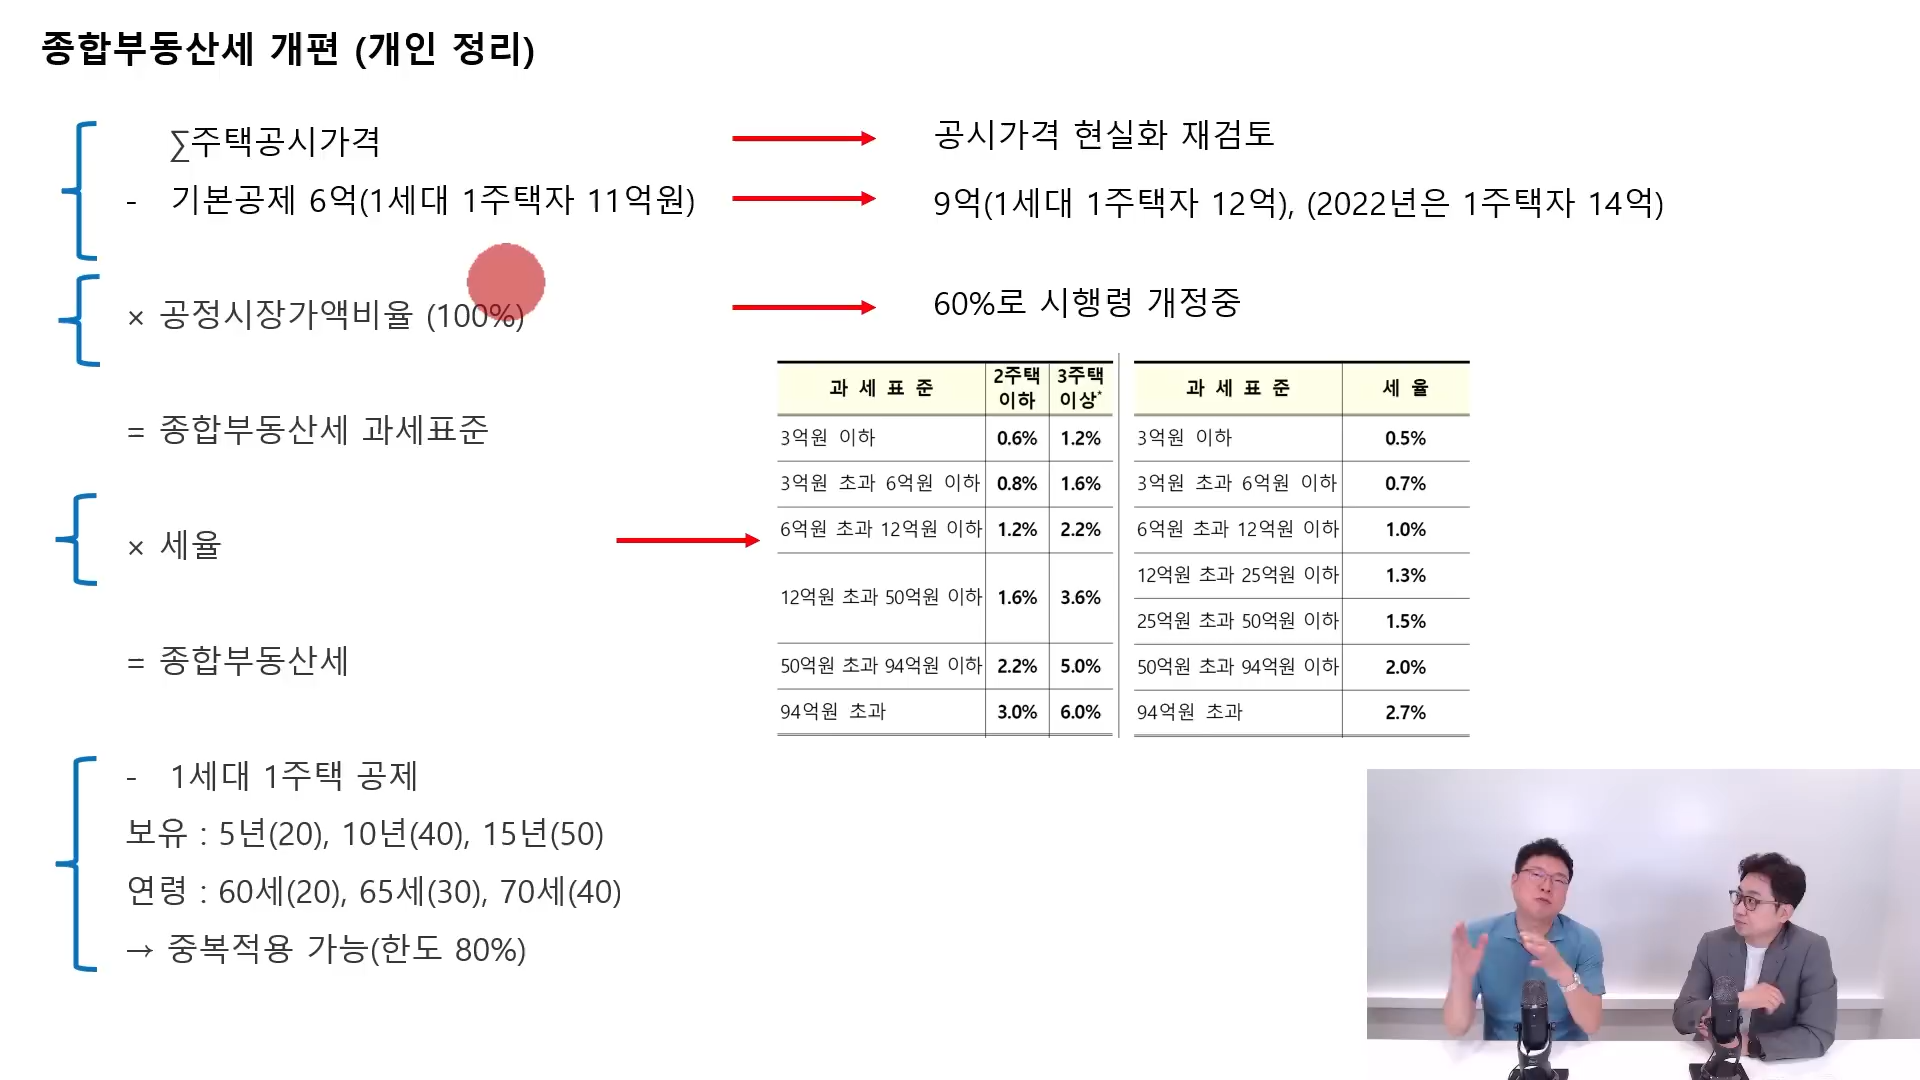 종합부동산세 개편 (개인 정리)
∑주택공시가격
공시가격 현실화 재검토
- 기본공제 6억(1세대 1주택자 11억원)
9억(1세대 1주택자 12억), (2022년은 1주택자 14억)
× 공정시장가액비율 (100%)
60%로 시행령 개정중
= 종합부동산세 과세표준
× 세율
= 종합부동산세
과 세 표 준 2주택 이하 3주택 이상*
3억원 이하 0.6% 1.2%
3억원 초과 6억원 이하 0.8% 1.6%
6억원 초과 12억원 이하 1.2% 2.2%
12억원 초과 50억원 이하 1.6% 3.6%
50억원 초과 94억원 이하 2.2% 5.0%
94억원 초과 3.0% 6.0%
과 세 표 준 세 율
3억원 이하 0.5%
3억원 초과 6억원 이하 0.7%
6억원 초과 12억원 이하 1.0%
12억원 초과 25억원 이하 1.3%
25억원 초과 50억원 이하 1.5%
50억원 초과 94억원 이하 2.0%
94억원 초과 2.7%
- 1세대 1주택 공제
보유 : 5년(20), 10년(40), 15년(50)
연령 : 60세(20), 65세(30), 70세(40)
→ 중복적용 가능(한도 80%)